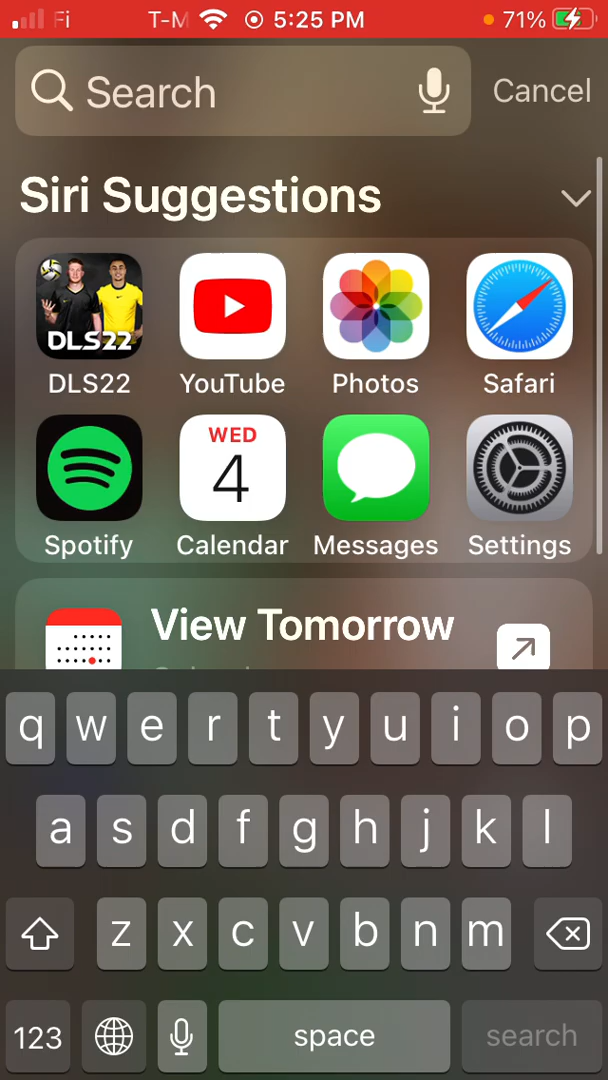 Fi T-M 5:25 PM 71%
Search Cancel
Siri Suggestions
DLS22
DLS22 YouTube Photos Safari
WED
4
Spotify Calendar Messages Settings
View Tomorrow
q w e r t y u i o p
a s d f g h j k l
z x c v b n m
123 space search